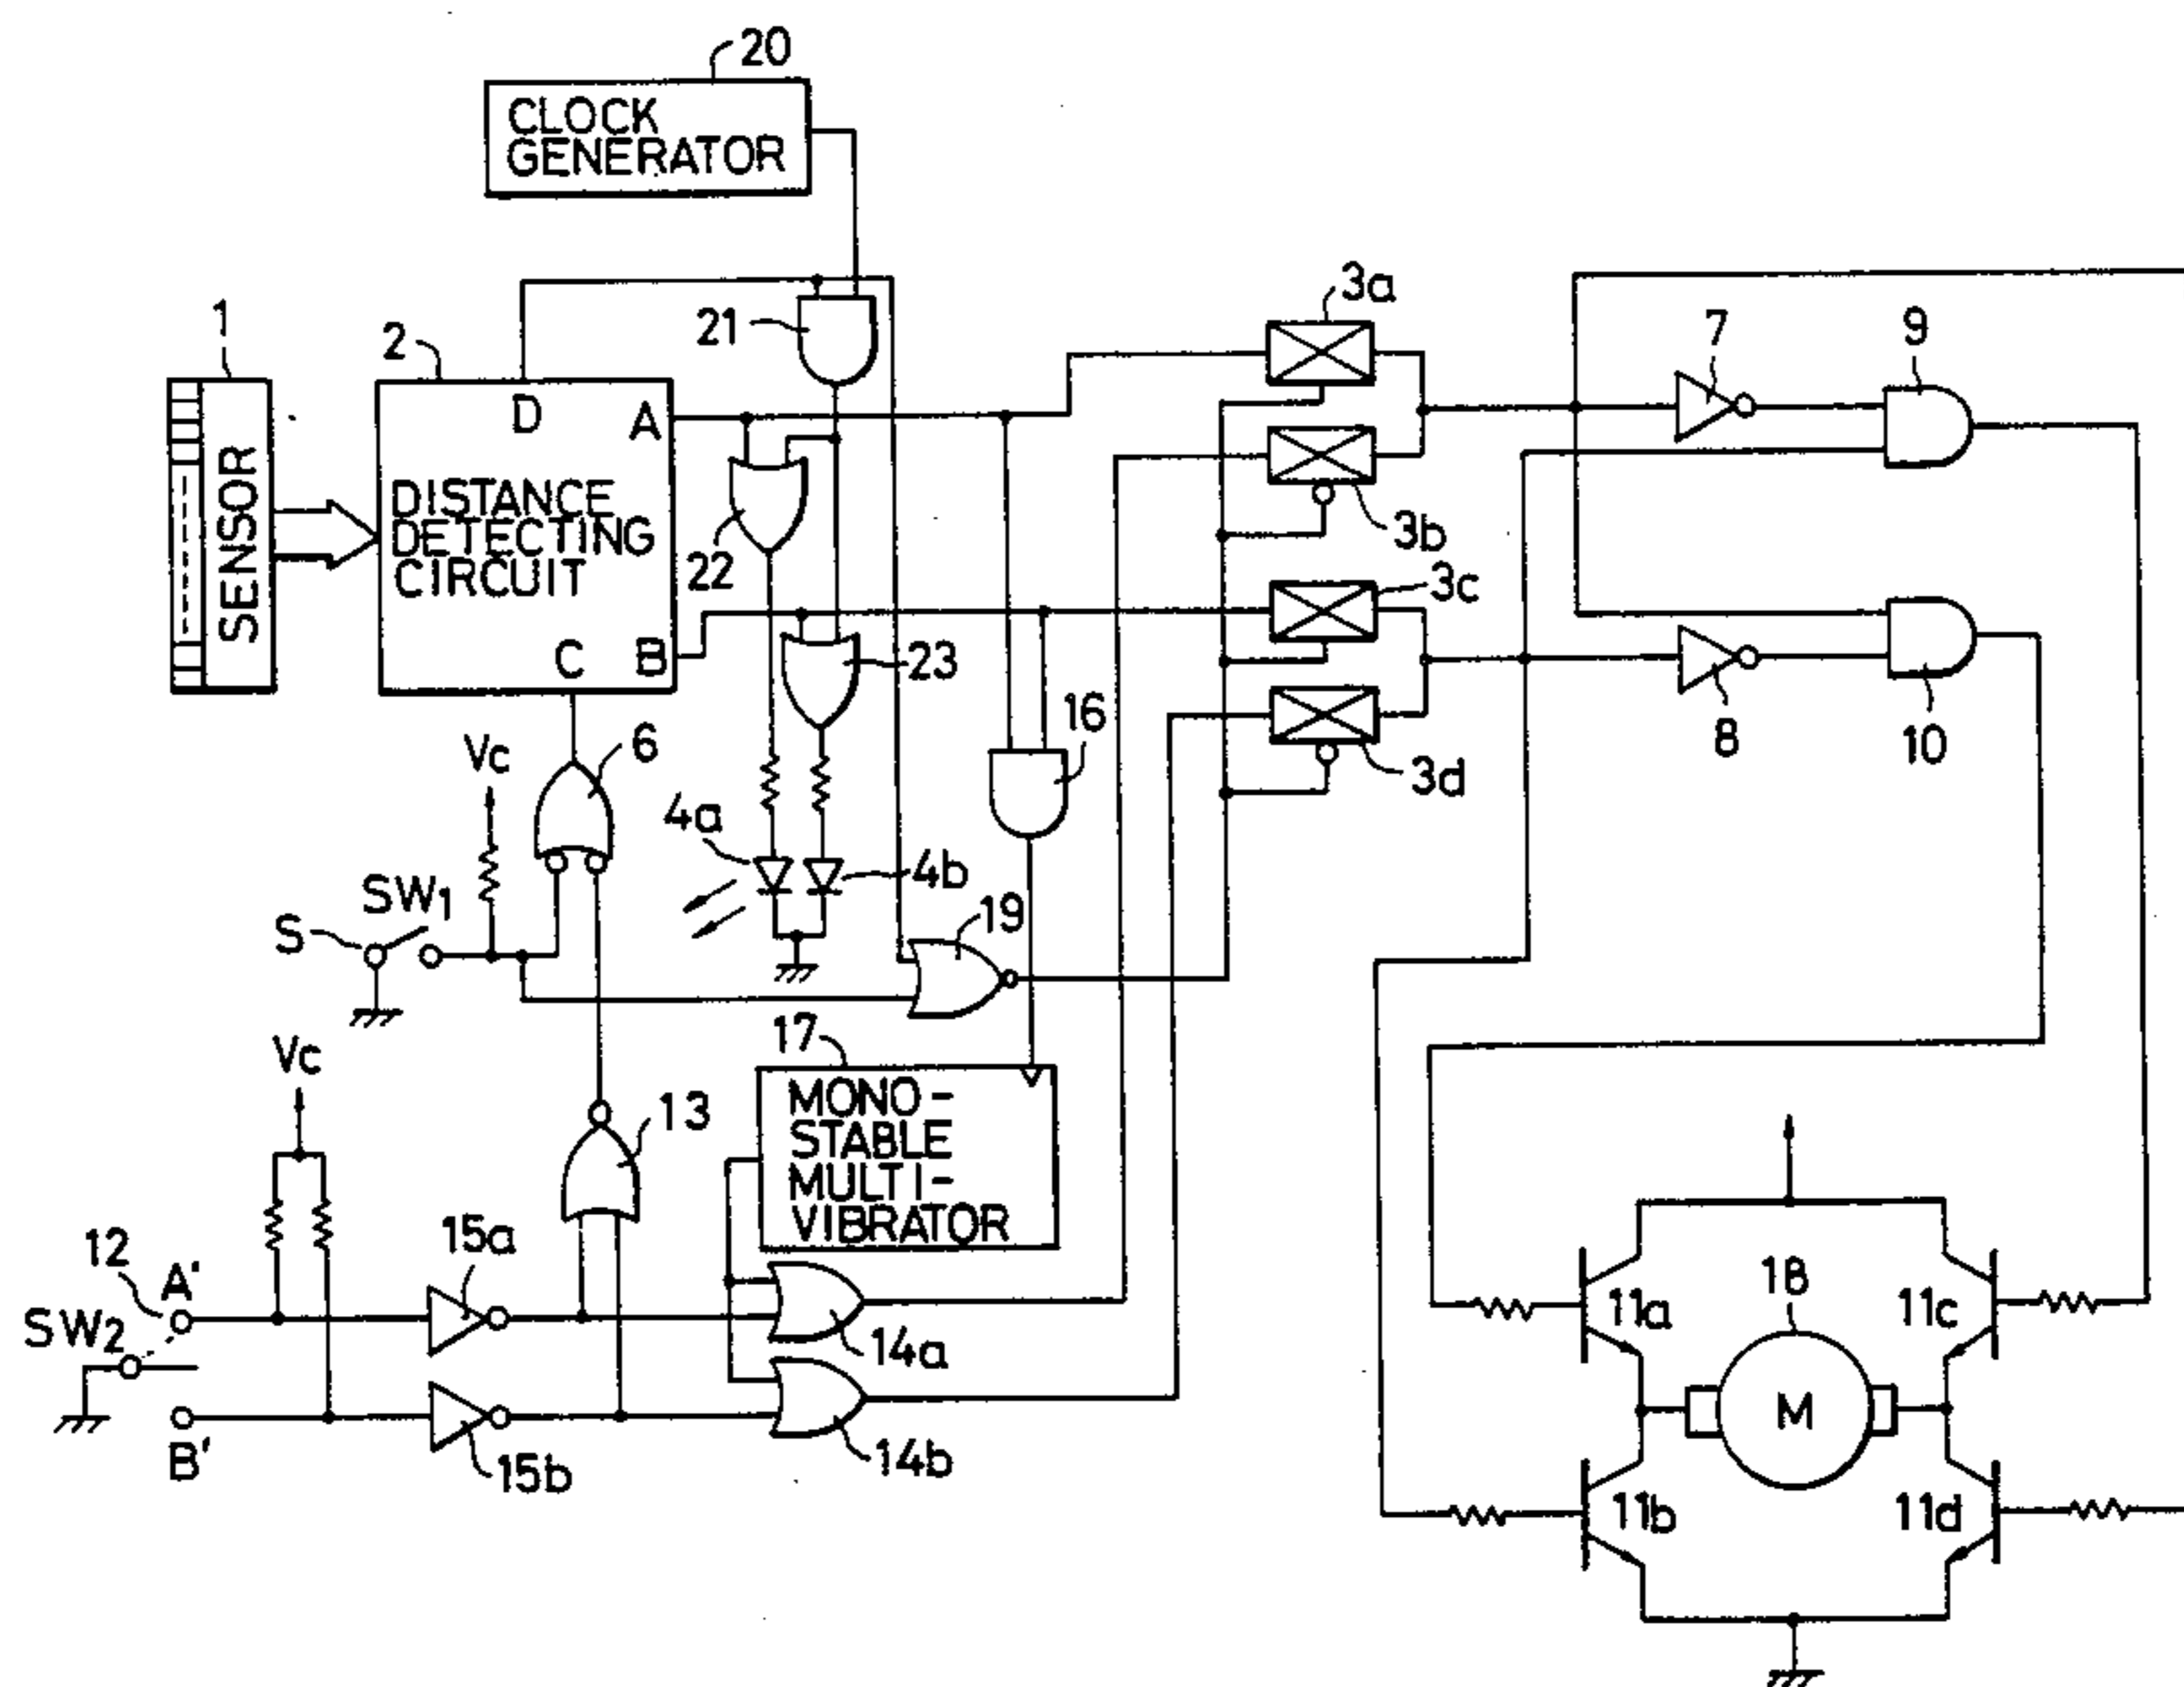 20
CLOCK
GENERATOR
1
2
21
3a
7
9
D
A
SENSOR
DISTANCE
DETECTING
CIRCUIT
22
3b
3c
C
B
23
16
8
10
Vc
6
3d
4a
4b
SW1
S
19
17
Vc
MONO-
STABLE
MULTI-
VIBRATOR
13
12
A'
15a
SW2
14a
11a
18
11c
M
B'
15b
14b
11b
11d